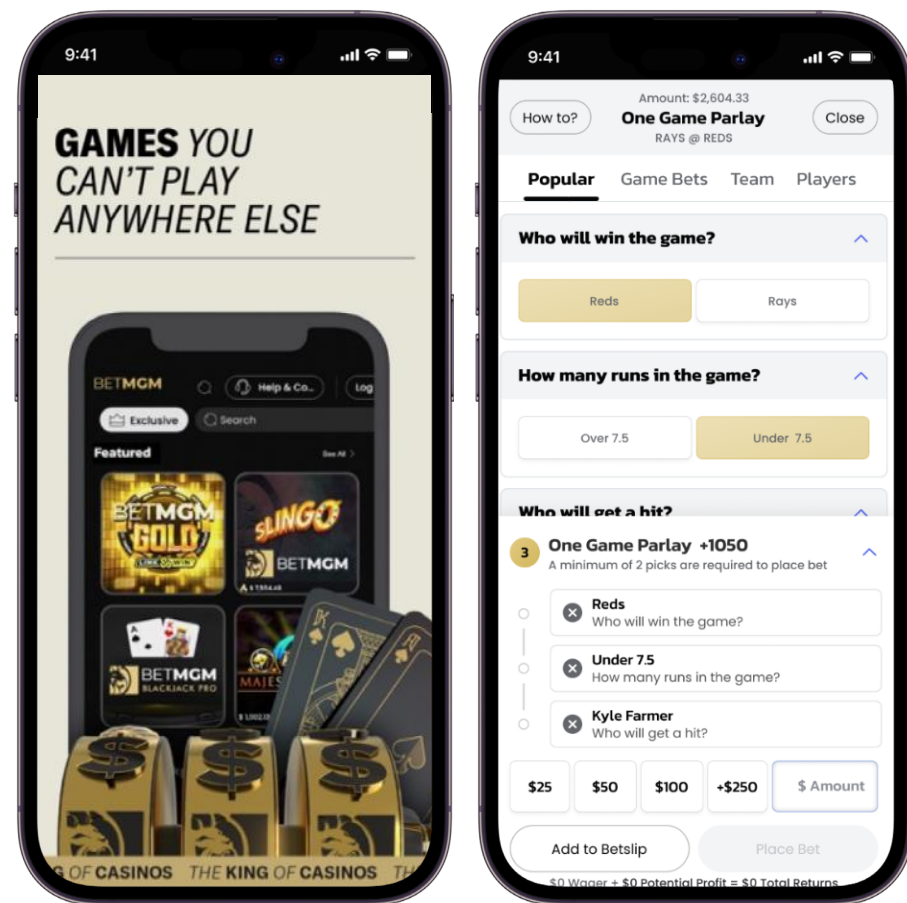 9:41
GAMES YOU
CAN'T PLAY
ANYWHERE ELSE
BETMGM
Help & Co..
Log
Exclusive
Search
Featured
See All >
BETMGM
GOLD
LINK WIN
SLINGO
BETMGM
BETMGM
BLACKJACK PRO
MAJES
K
A
$ $ $
G OF CASINOS THE KING OF CASINOS TH
9:41
How to?
Amount: $2,604.33
One Game Parlay
RAYS @ REDS
Close
Popular Game Bets Team Players
Who will win the game?
Reds Rays
How many runs in the game?
Over 7.5 Under 7.5
Who will get a hit?
3 One Game Parlay +1050
A minimum of 2 picks are required to place bet
Reds
Who will win the game?
Under 7.5
How many runs in the game?
Kyle Farmer
Who will get a hit?
$25 $50 $100 +$250 $ Amount
Add to Betslip Place Bet
$0 Wager + $0 Potential Profit = $0 Total Returns